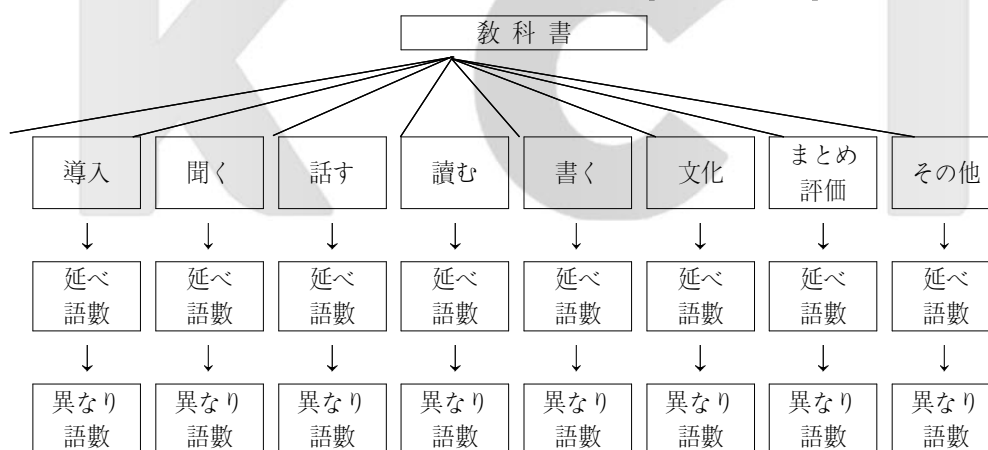 敎 科 書
導入 聞く 話す 讀む 書く 文化 まとめ 評価 その他
↓ ↓ ↓ ↓ ↓ ↓ ↓ ↓
延べ 延べ 延べ 延べ 延べ 延べ 延べ 延べ
語數 語數 語數 語數 語數 語數 語數 語數
↓ ↓ ↓ ↓ ↓ ↓ ↓ ↓
異なり 異なり 異なり 異なり 異なり 異なり 異なり 異なり
語數 語數 語數 語數 語數 語數 語數 語數